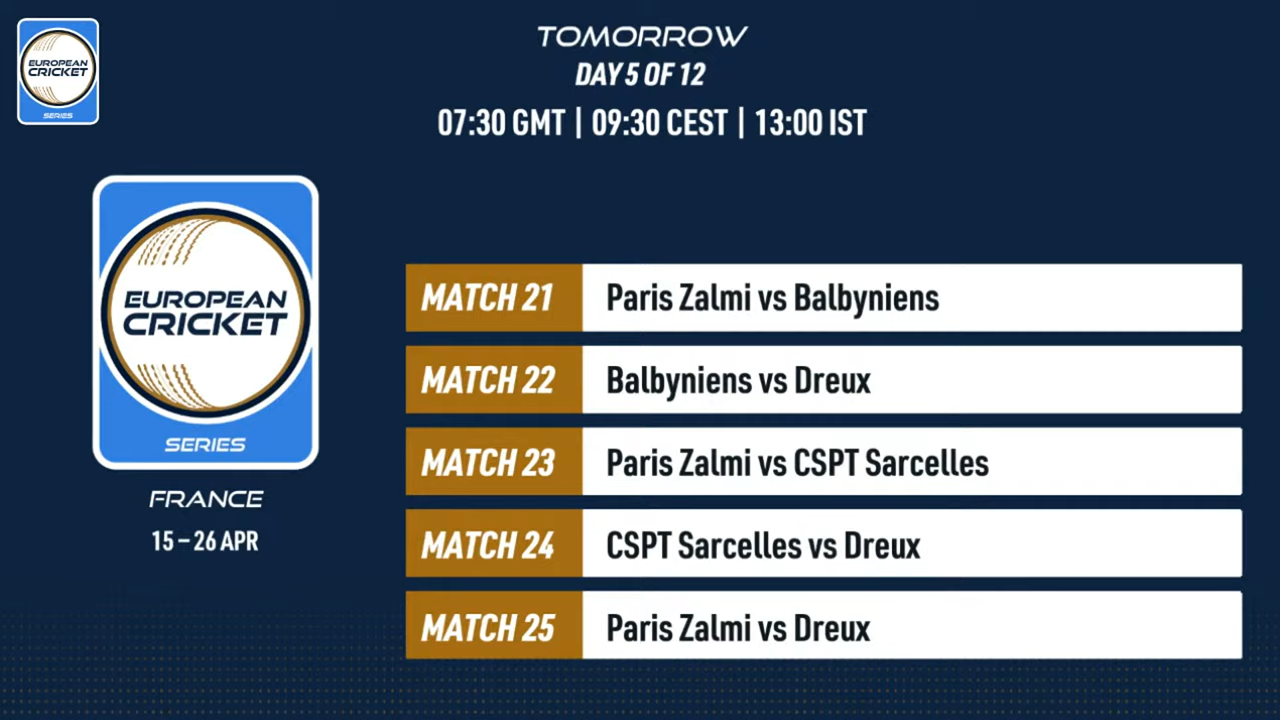 EUROPEAN
CRICKET
SERIES
TOMORROW
DAY 5 OF 12
07:30 GMT | 09:30 CEST | 13:00 IST
EUROPEAN
CRICKET
SERIES
FRANCE
15 – 26 APR
MATCH 21 Paris Zalmi vs Balbyniens
MATCH 22 Balbyniens vs Dreux
MATCH 23 Paris Zalmi vs CSPT Sarcelles
MATCH 24 CSPT Sarcelles vs Dreux
MATCH 25 Paris Zalmi vs Dreux